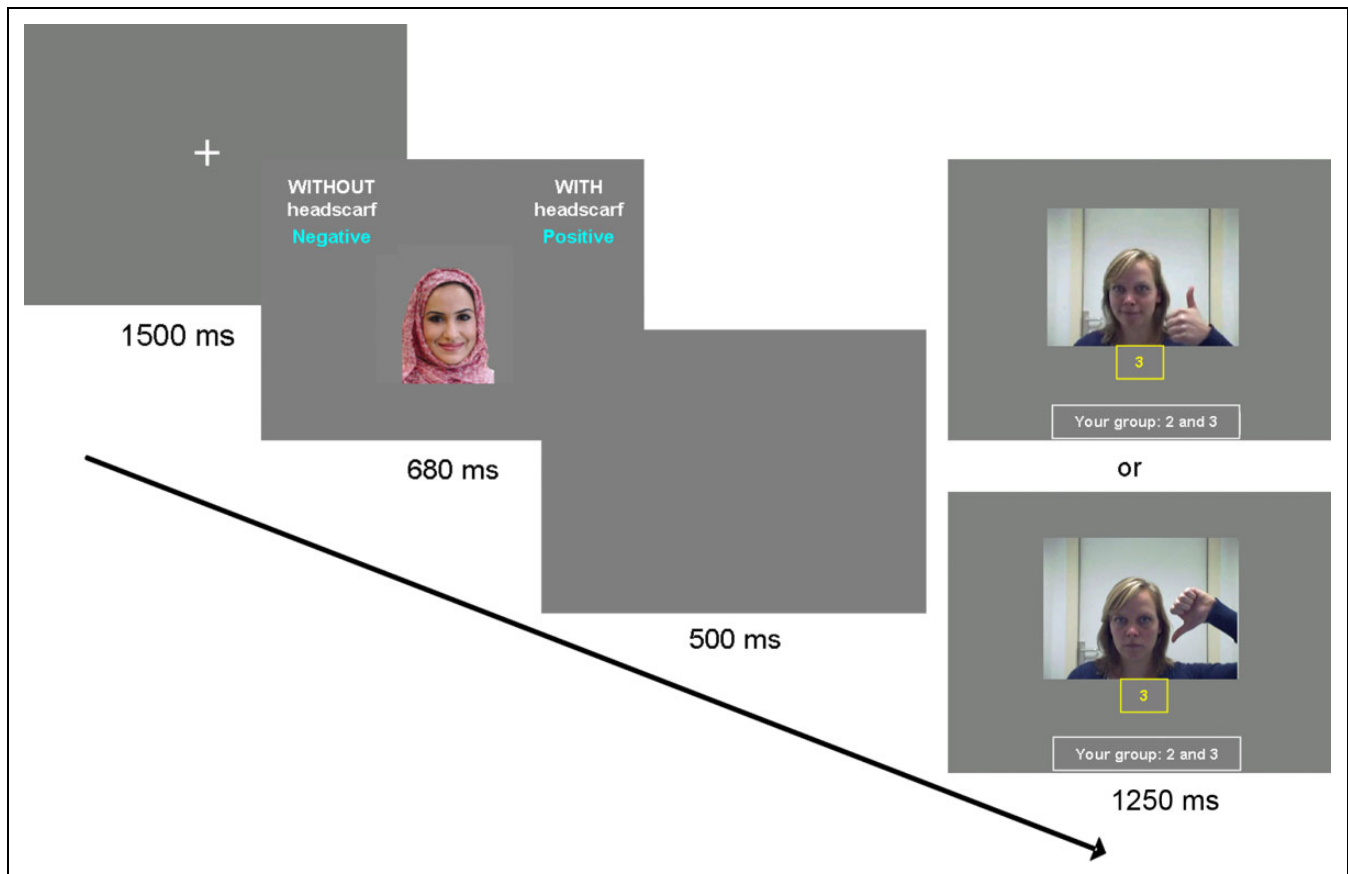 1500 ms
WITHOUT
headscarf
Negative
WITH
headscarf
Positive
680 ms
500 ms
3
Your group: 2 and 3
or
3
Your group: 2 and 3
1250 ms